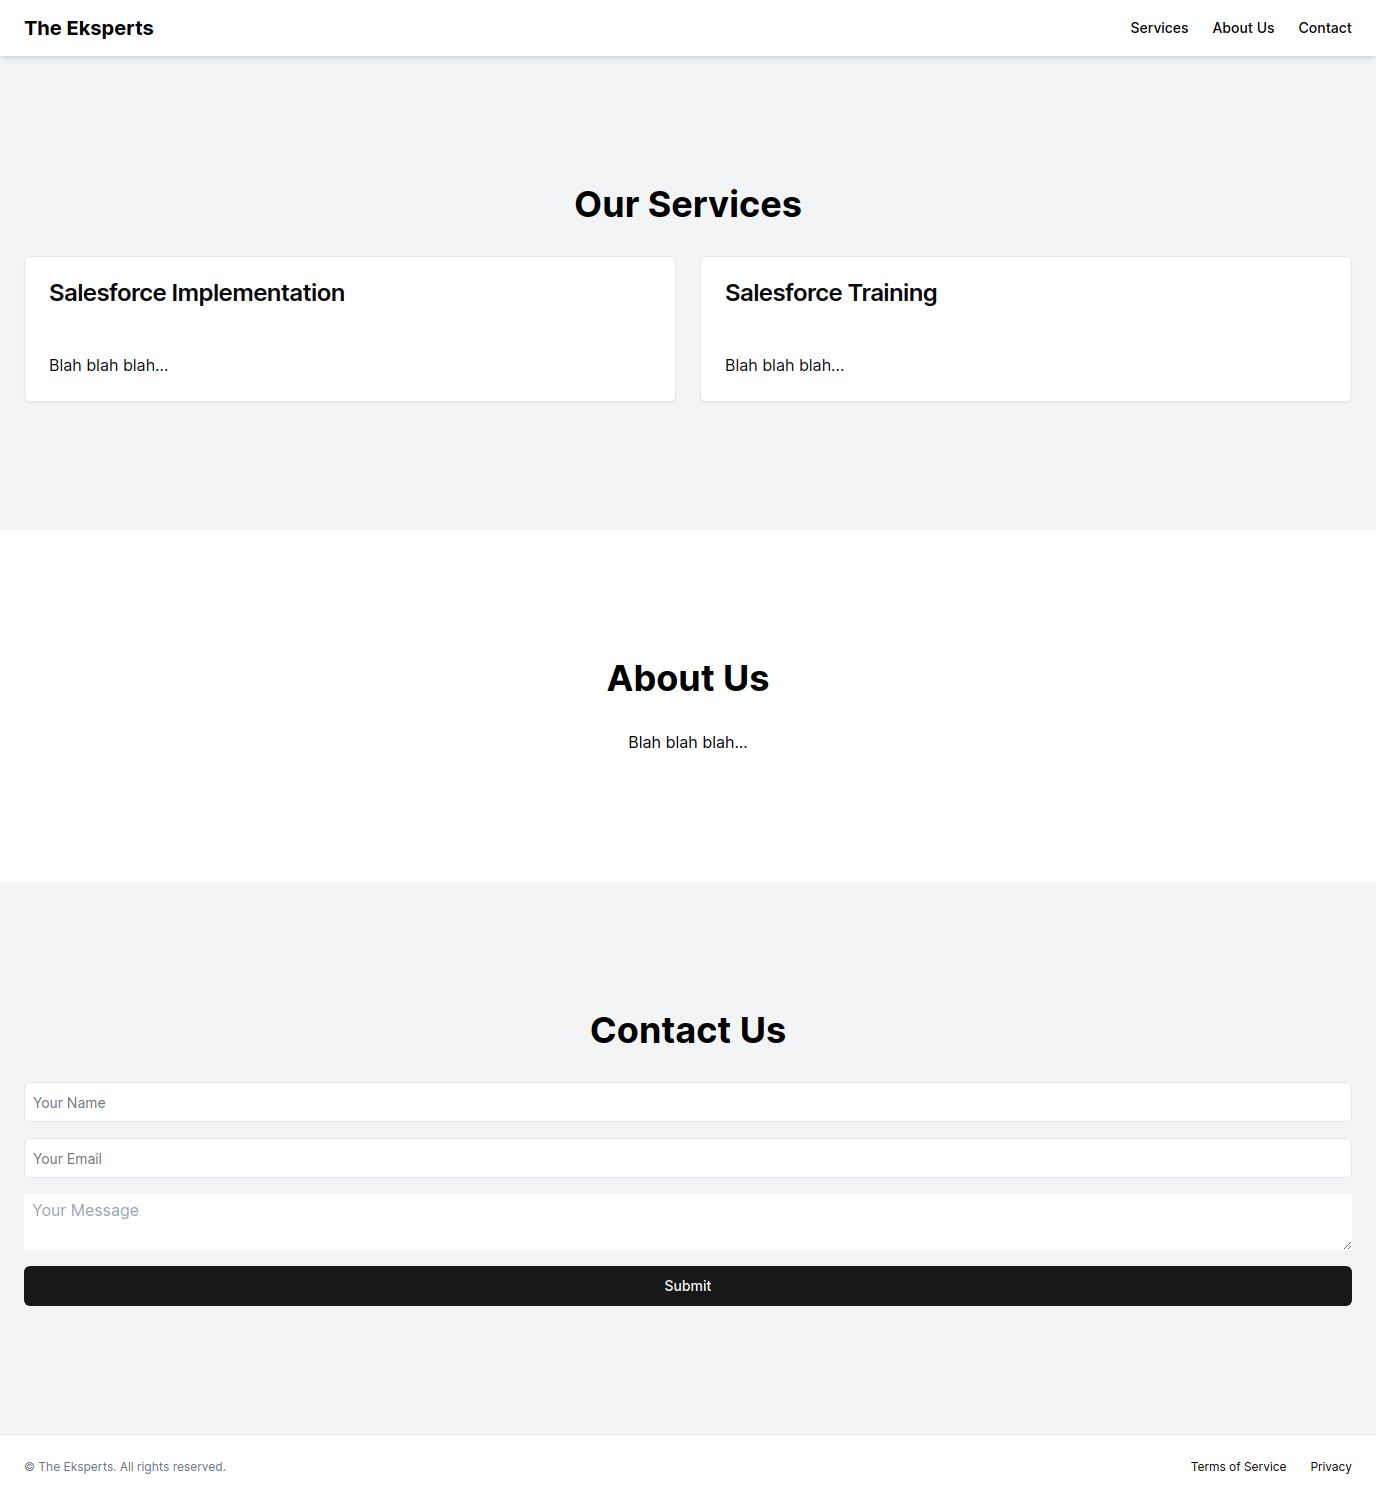 The Eksperts
Services About Us Contact
Our Services
Salesforce Implementation
Blah blah blah...
Salesforce Training
Blah blah blah...
About Us
Blah blah blah...
Contact Us
Your Name
Your Email
Your Message
Submit
© The Eksperts. All rights reserved.
Terms of Service Privacy